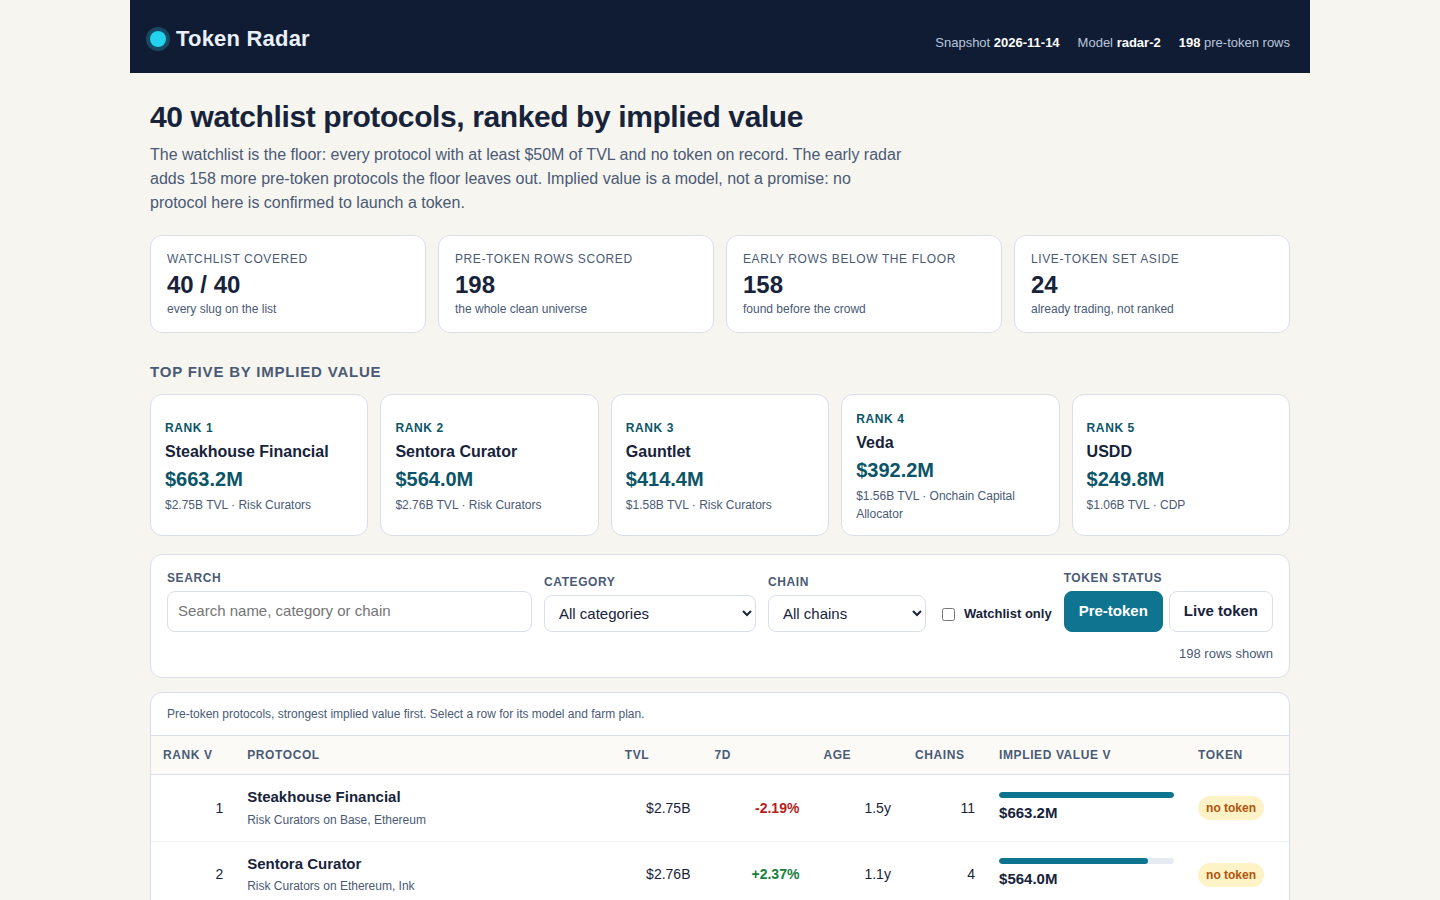 Token Radar
Snapshot 2026-11-14 Model radar-2 198 pre-token rows
40 watchlist protocols, ranked by implied value
The watchlist is the floor: every protocol with at least $50M of TVL and no token on record. The early radar
adds 158 more pre-token protocols the floor leaves out. Implied value is a model, not a promise: no
protocol here is confirmed to launch a token.
WATCHLIST COVERED
40 / 40
every slug on the list
PRE-TOKEN ROWS SCORED
198
the whole clean universe
EARLY ROWS BELOW THE FLOOR
158
found before the crowd
LIVE-TOKEN SET ASIDE
24
already trading, not ranked
TOP FIVE BY IMPLIED VALUE
RANK 1
Steakhouse Financial
$663.2M
$2.75B TVL · Risk Curators
RANK 2
Sentora Curator
$564.0M
$2.76B TVL · Risk Curators
RANK 3
Gauntlet
$414.4M
$1.58B TVL · Risk Curators
RANK 4
Veda
$392.2M
$1.56B TVL · Onchain Capital
Allocator
RANK 5
USDD
$249.8M
$1.06B TVL · CDP
SEARCH
Search name, category or chain
CATEGORY
All categories
CHAIN
All chains
Watchlist only
TOKEN STATUS
Pre-token Live token
198 rows shown
Pre-token protocols, strongest implied value first. Select a row for its model and farm plan.
RANK V PROTOCOL TVL 7D AGE CHAINS IMPLIED VALUE V TOKEN
1 Steakhouse Financial $2.75B -2.19% 1.5y 11 $663.2M no token
Risk Curators on Base, Ethereum
2 Sentora Curator $2.76B +2.37% 1.1y 4 $564.0M no token
Risk Curators on Ethereum, Ink